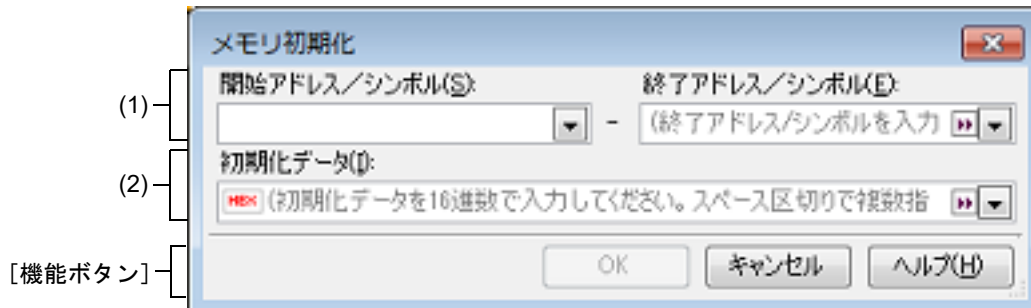 メモリ初期化
開始アドレス／シンボル(S): 終了アドレス／シンボル(E):
(1)
- (終了アドレス/シンボルを入力
(2)
初期化データ(I):
HEX (初期化データを16進数で入力してください。スペース区切りで複数指
[機能ボタン]
OK キャンセル ヘルプ(H)